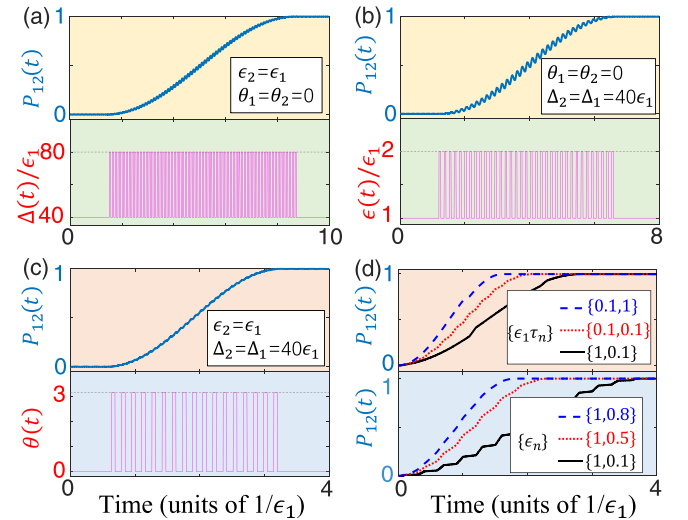 (a)
1
P₁₂(t)
0
ϵ₂=ϵ₁
θ₁=θ₂=0
80
Δ(t)/ϵ₁
40
0
10
(b)
1
P₁₂(t)
0
θ₁=θ₂=0
Δ₂=Δ₁=40ϵ₁
2
ϵ(t)/ϵ₁
1
0
8
(c)
1
P₁₂(t)
0
ϵ₂=ϵ₁
Δ₂=Δ₁=40ϵ₁
3
θ(t)
0
0
4
Time (units of 1/ϵ₁)
(d)
1
P₁₂(t)
0
{ϵ₁τₙ}
{0.1,1}
{0.1,0.1}
{1,0.1}
1
P₁₂(t)
0
{ϵₙ}
{1,0.8}
{1,0.5}
{1,0.1}
0
4
Time (units of 1/ϵ₁)